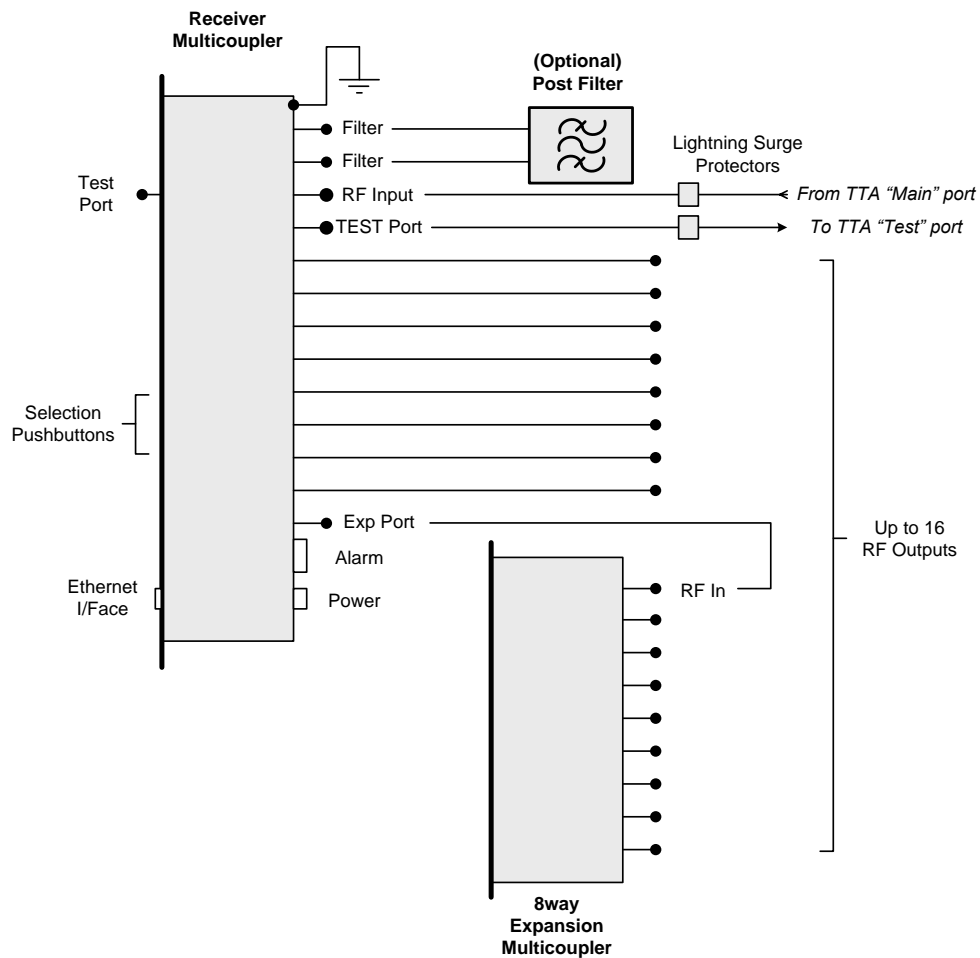 Receiver
Multicoupler
(Optional)
Post Filter
Filter
Filter
Lightning Surge
Protectors
Test
Port
RF Input
From TTA “Main” port
TEST Port
To TTA “Test” port
Selection
Pushbuttons
Exp Port
Up to 16
RF Outputs
Alarm
Ethernet
I/Face
Power
RF In
8way
Expansion
Multicoupler